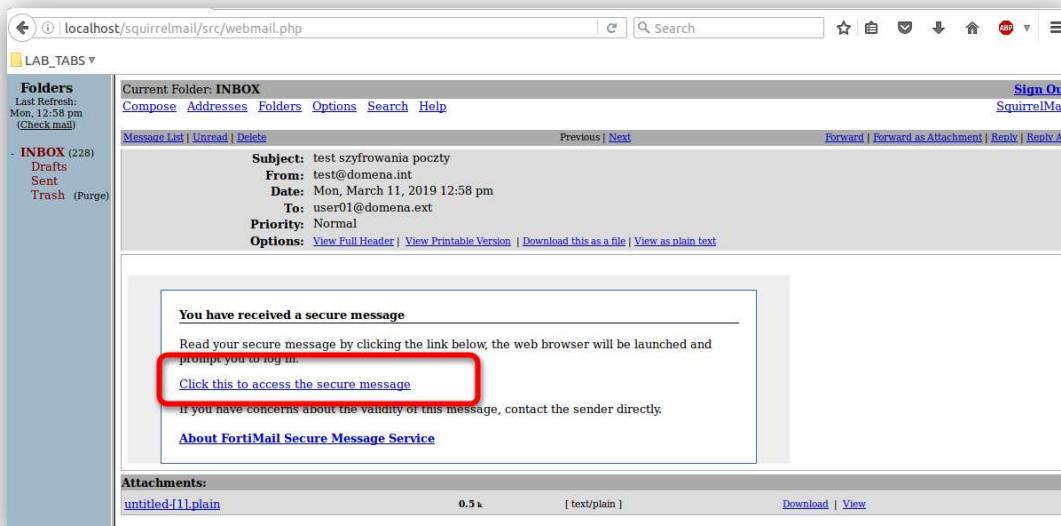 localhost/squirrelmail/src/webmail.php
Search
ABP
LAB_TABS
Folders
Last Refresh:
Mon, 12:58 pm
(Check mail)
- INBOX (228)
Drafts
Sent
Trash (Purge)
Current Folder: INBOX Sign Ou
Compose Addresses Folders Options Search Help SquirrelMa
Message List | Unread | Delete Previous | Next Forward | Forward as Attachment | Reply | Reply A
Subject: test szyfrowania poczty
From: test@domena.int
Date: Mon, March 11, 2019 12:58 pm
To: user01@domena.ext
Priority: Normal
Options: View Full Header | View Printable Version | Download this as a file | View as plain text
You have received a secure message
Read your secure message by clicking the link below, the web browser will be launched and
prompt you to log in.
Click this to access the secure message
If you have concerns about the validity of this message, contact the sender directly.
About FortiMail Secure Message Service
Attachments:
untitled-[1].plain 0.5 k [ text/plain ] Download | View